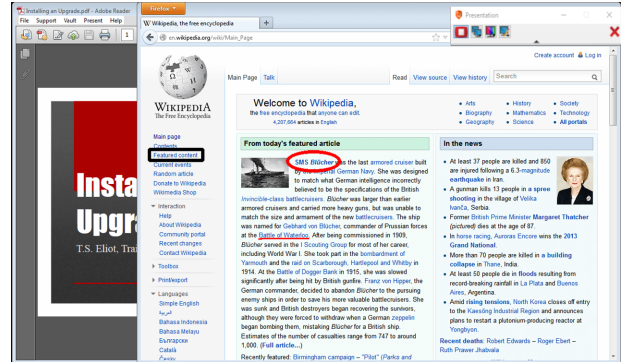 Installing an Upgrade.pdf - Adobe Reader
File Support Vault Present Help
1
Insta
Upgr
T.S. Eliot, Trai
Firefox
Wikipedia, the free encyclopedia
+
en.wikipedia.org/wiki/Main_Page
Presentation
Create account Log in
Main Page Talk
Read View source View history Search
WIKIPEDIA
The Free Encyclopedia
Main page
Contents
Featured content
Current events
Random article
Donate to Wikipedia
Wikimedia Shop
Interaction
Help
About Wikipedia
Community portal
Recent changes
Contact Wikipedia
Toolbox
Print/export
Languages
Simple English
العربية
Bahasa Indonesia
Bahasa Melayu
Български
Català
Česky
Welcome to Wikipedia,
the free encyclopedia that anyone can edit.
4,207,664 articles in English
Arts
Biography
Geography
History
Mathematics
Science
Society
Technology
All portals
From today's featured article
SMS Blücher was the last armored cruiser built
by the Imperial German Navy. She was designed
to match what German intelligence incorrectly
believed to be the specifications of the British
Invincible-class battlecruisers. Blücher was larger than earlier
armored cruisers and carried more heavy guns, but was unable to
match the size and armament of the new battlecruisers. The ship
was named for Gebhard von Blücher, commander of Prussian forces
at the Battle of Waterloo. After being commissioned in 1909,
Blücher served in the I Scouting Group for most of her career,
including World War I. She took part in the bombardment of
Yarmouth and the raid on Scarborough, Hartlepool and Whitby in
1914. At the Battle of Dogger Bank in 1915, she was slowed
significantly after being hit by British gunfire. Franz von Hipper, the
German commander, decided to abandon Blücher to the pursuing
enemy ships in order to save his more valuable battlecruisers. She
was sunk and British destroyers began recovering the survivors,
although they were forced to withdraw when a German zeppelin
began bombing them, mistaking Blücher for a British ship.
Estimates of the number of casualties range from 747 to around
1,000. (Full article...)
Recently featured: Birmingham campaign – "Pilot" (Parks and
In the news
At least 37 people are killed and 850
are injured following a 6.3-magnitude
earthquake in Iran.
A gunman kills 13 people in a spree
shooting in the village of Velika
Ivanča, Serbia.
Former British Prime Minister Margaret Thatcher
(pictured) dies at the age of 87.
In horse racing, Auroras Encore wins the 2013
Grand National.
More than 70 people are killed in a building
collapse in Thane, India.
At least 50 people die in floods resulting from
record-breaking rainfall in La Plata and Buenos
Aires, Argentina.
Amid rising tensions, North Korea closes off entry
to the Kaesŏng Industrial Region and announces
plans to restart a plutonium-producing reactor at
Yongbyon.
Recent deaths: Robert Edwards – Roger Ebert –
Ruth Prawer Jhabvala